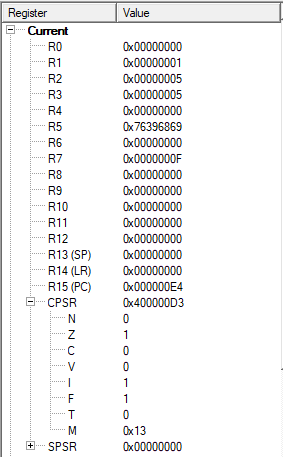 Register Value
Current
R0 0x00000000
R1 0x00000001
R2 0x00000005
R3 0x00000005
R4 0x00000000
R5 0x76396869
R6 0x00000000
R7 0x0000000F
R8 0x00000000
R9 0x00000000
R10 0x00000000
R11 0x00000000
R12 0x00000000
R13 (SP) 0x00000000
R14 (LR) 0x00000000
R15 (PC) 0x000000E4
CPSR 0x400000D3
N 0
Z 1
C 0
V 0
I 1
F 1
T 0
M 0x13
SPSR 0x00000000